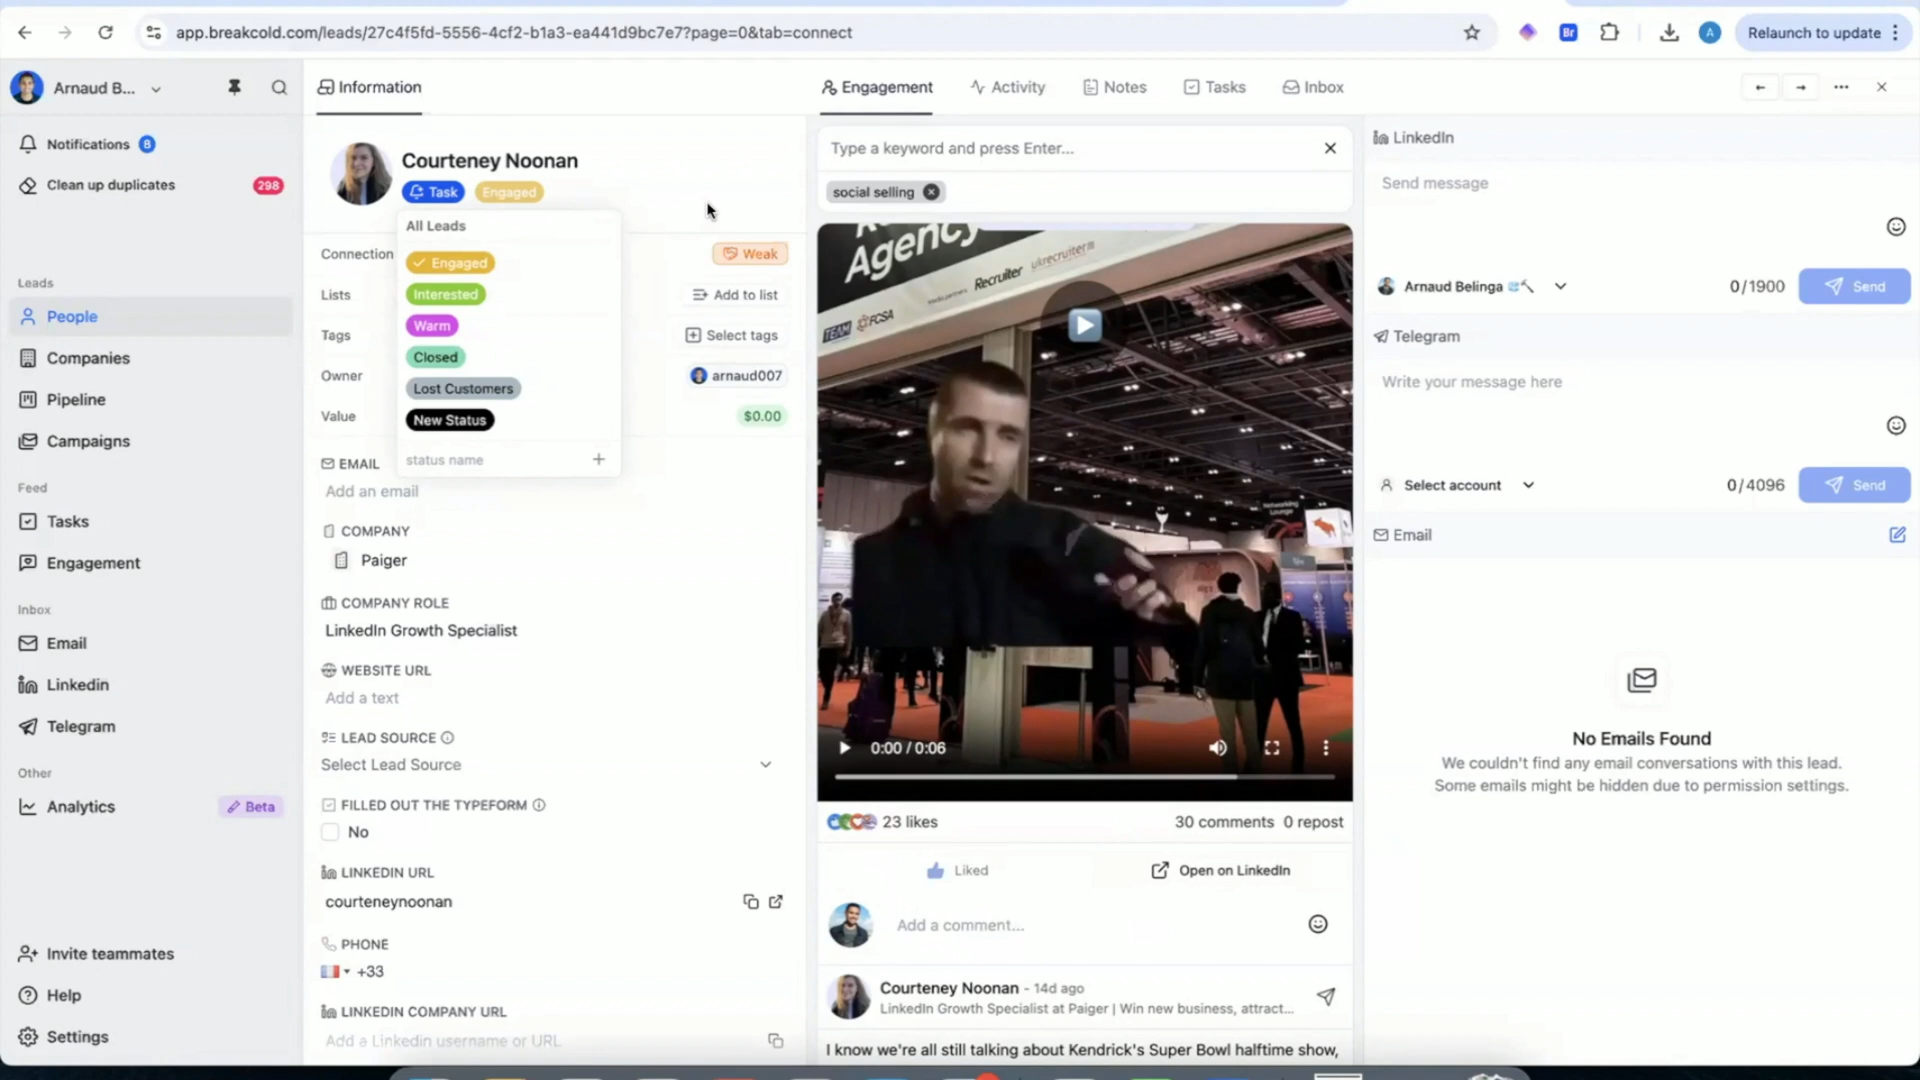 app.breakcold.com/leads/27c4f5fd-5556-4cf2-b1a3-ea441d9bc7e7?page=0&tab=connect
Br
A
Relaunch to update
Arnaud B...
Notifications 8
Clean up duplicates 298
Leads
People
Companies
Pipeline
Campaigns
Feed
Tasks
Engagement
Inbox
Email
Linkedin
Telegram
Other
Analytics
Beta
Invite teammates
Help
Settings
Information
Courteney Noonan
Task Engaged
All Leads
Engaged
Interested
Warm
Closed
Lost Customers
New Status
status name
Connection
Weak
Lists
Add to list
Tags
Select tags
Owner
arnaud007
Value
$0.00
EMAIL
Add an email
COMPANY
Paiger
COMPANY ROLE
LinkedIn Growth Specialist
WEBSITE URL
Add a text
LEAD SOURCE
Select Lead Source
FILLED OUT THE TYPEFORM
No
LINKEDIN URL
courteneynoonan
PHONE
+33
LINKEDIN COMPANY URL
Add a Linkedin username or URL
Engagement
Activity
Notes
Tasks
Inbox
Type a keyword and press Enter...
social selling
Agency
Recruiter
ukrecruiter
TEAM
FCSA
0:00 / 0:06
23 likes
30 comments 0 repost
Liked
Open on LinkedIn
Add a comment...
Courteney Noonan - 14d ago
LinkedIn Growth Specialist at Paiger | Win new business, attract...
I know we're all still talking about Kendrick's Super Bowl halftime show,
LinkedIn
Send message
Arnaud Belinga
0/1900
Send
Telegram
Write your message here
Select account
0/4096
Send
Email
No Emails Found
We couldn't find any email conversations with this lead.
Some emails might be hidden due to permission settings.